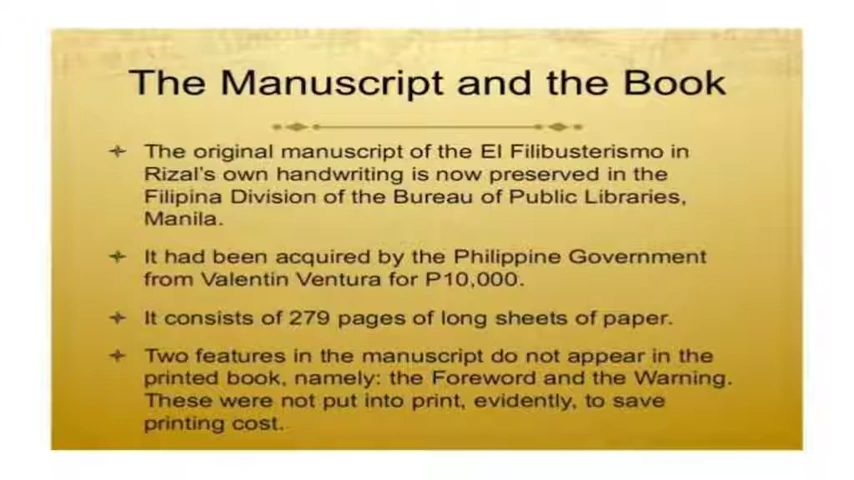 The Manuscript and the Book
The original manuscript of the El Filibusterismo in
Rizal's own handwriting is now preserved in the
Filipina Division of the Bureau of Public Libraries,
Manila.
It had been acquired by the Philippine Government
from Valentin Ventura for P10,000.
It consists of 279 pages of long sheets of paper.
Two features in the manuscript do not appear in the
printed book, namely: the Foreword and the Warning.
These were not put into print, evidently, to save
printing cost.